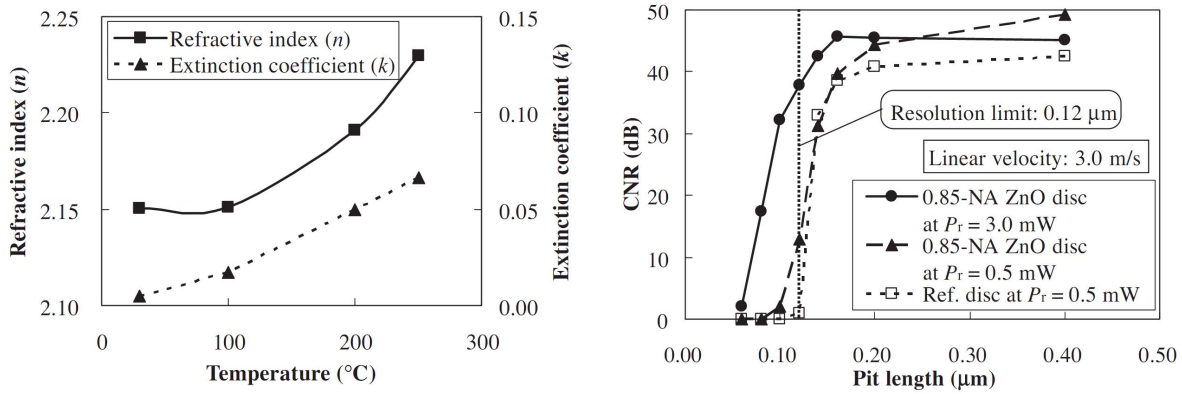 2.25
2.20
2.15
2.10
Refractive index (n)
Refractive index (n)
Extinction coefficient (k)
0.15
0.10
0.05
0.00
Extinction coefficient (k)
0
100
200
300
Temperature (°C)
50
40
30
20
10
0
CNR (dB)
Resolution limit: 0.12 µm
Linear velocity: 3.0 m/s
0.85-NA ZnO disc
at Pr = 3.0 mW
0.85-NA ZnO disc
at Pr = 0.5 mW
Ref. disc at Pr = 0.5 mW
0.00
0.10
0.20
0.30
0.40
0.50
Pit length (µm)